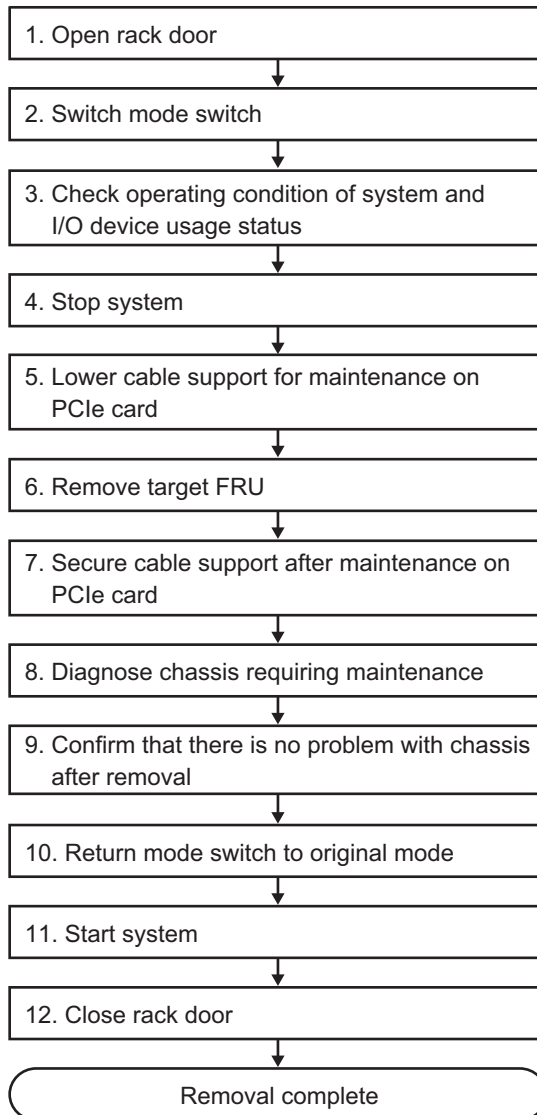 1. Open rack door
2. Switch mode switch
3. Check operating condition of system and
I/O device usage status
4. Stop system
5. Lower cable support for maintenance on
PCIe card
6. Remove target FRU
7. Secure cable support after maintenance on
PCIe card
8. Diagnose chassis requiring maintenance
9. Confirm that there is no problem with chassis
after removal
10. Return mode switch to original mode
11. Start system
12. Close rack door
Removal complete